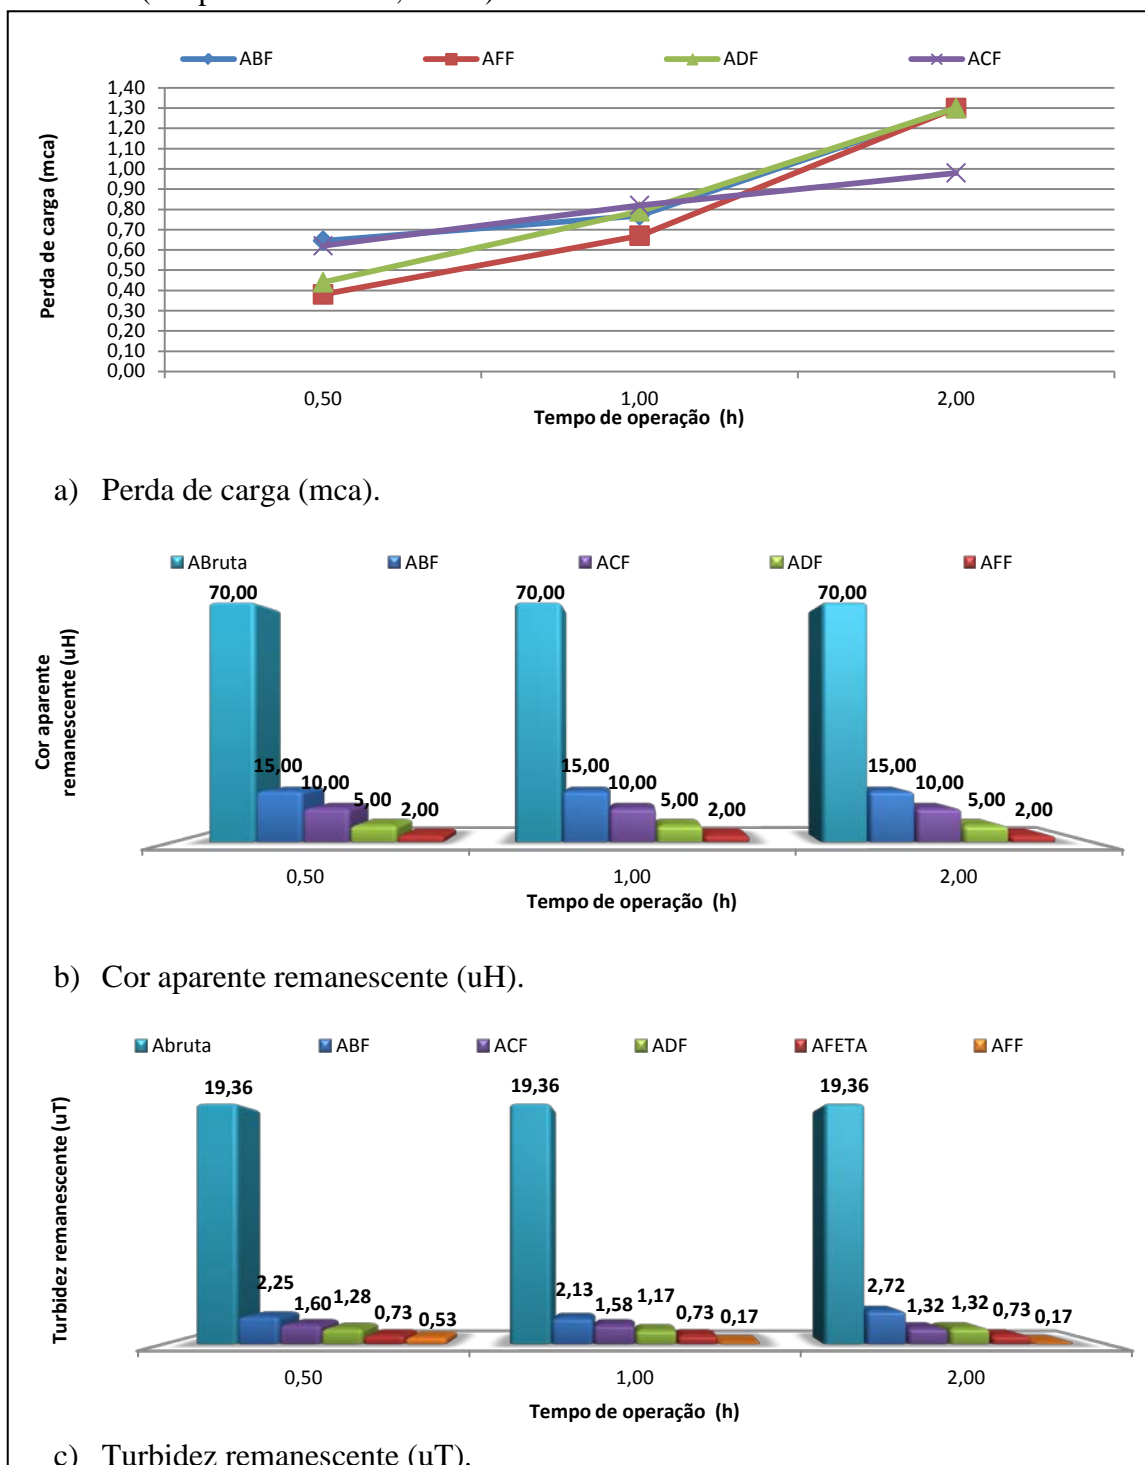 ABF AFF ADF ACF
Perda de carga (mca)
1,40
1,30
1,20
1,10
1,00
0,90
0,80
0,70
0,60
0,50
0,40
0,30
0,20
0,10
0,00
0,50 1,00 2,00
Tempo de operação (h)
a) Perda de carga (mca).
ABruta ABF ACF ADF AFF
Cor aparente
remanescente (uH)
70,00 15,00 10,00 5,00 2,00
70,00 15,00 10,00 5,00 2,00
70,00 15,00 10,00 5,00 2,00
0,50 1,00 2,00
Tempo de operação (h)
b) Cor aparente remanescente (uH).
Abruta ABF ACF ADF AFETA AFF
Turbidez remanescente (uT)
19,36 2,25 1,60 1,28 0,73 0,53
19,36 2,13 1,58 1,17 0,73 0,17
19,36 2,72 1,32 1,32 0,73 0,17
0,50 1,00 2,00
Tempo de operação (h)
c) Turbidez remanescente (uT).